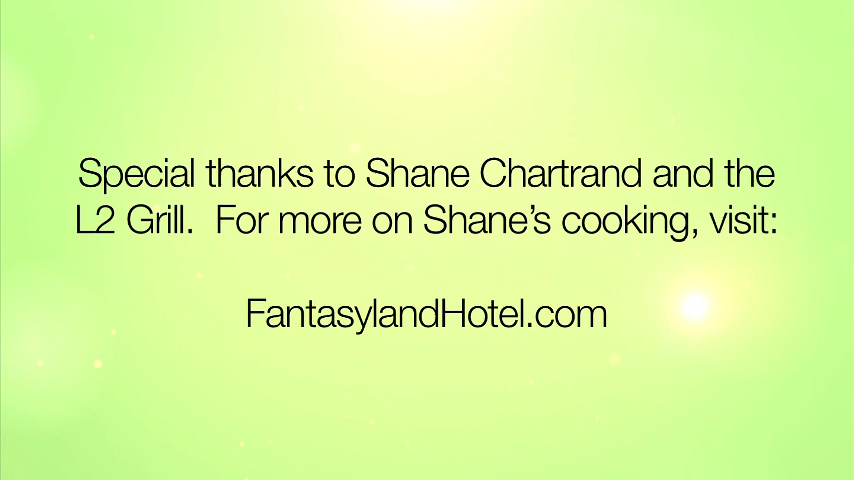 Special thanks to Shane Chartrand and the
L2 Grill.  For more on Shane's cooking, visit:
FantasylandHotel.com